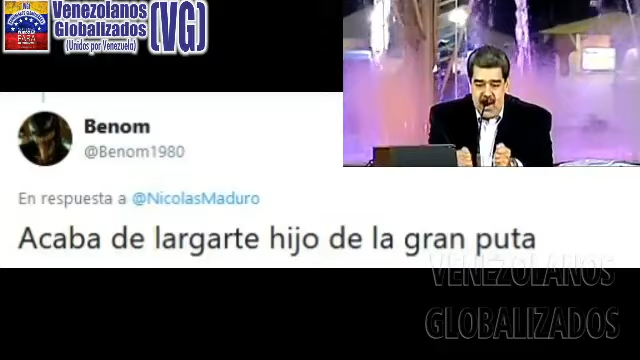 Venezolanos
Globalizados
(Unidos por Venezuela)
(VG)
PARA
Benom
@Benom1980
En respuesta a @NicolasMaduro
Acaba de largarte hijo de la gran puta
VENEZOLANOS
GLOBALIZADOS